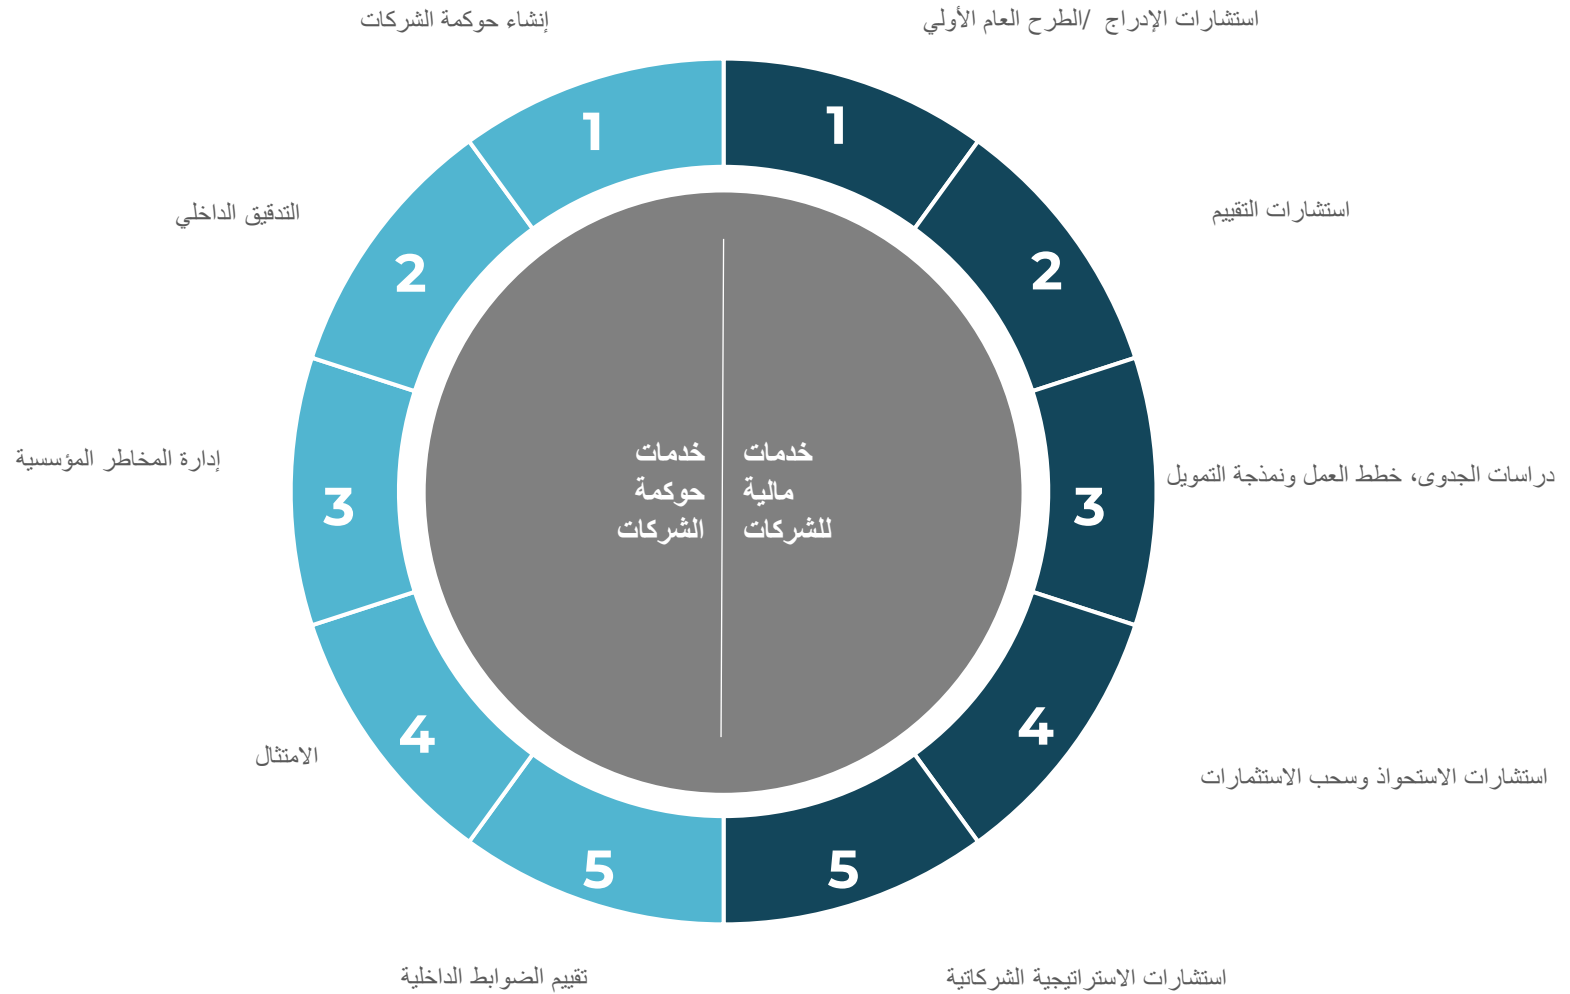 استشارات الإدراج /الطرح العام الأولي
إنشاء حوكمة الشركات
1
1
استشارات التقييم
التدقيق الداخلي
2
2
خدمات
مالية
للشركات
خدمات
حوكمة
الشركات
دراسات الجدوى، خطط العمل ونمذجة التمويل
إدارة المخاطر المؤسسية
3
3
4
4
استشارات الاستحواذ وسحب الاستثمارات
الامتثال
5
5
استشارات الاستراتيجية الشركاتية
تقييم الضوابط الداخلية